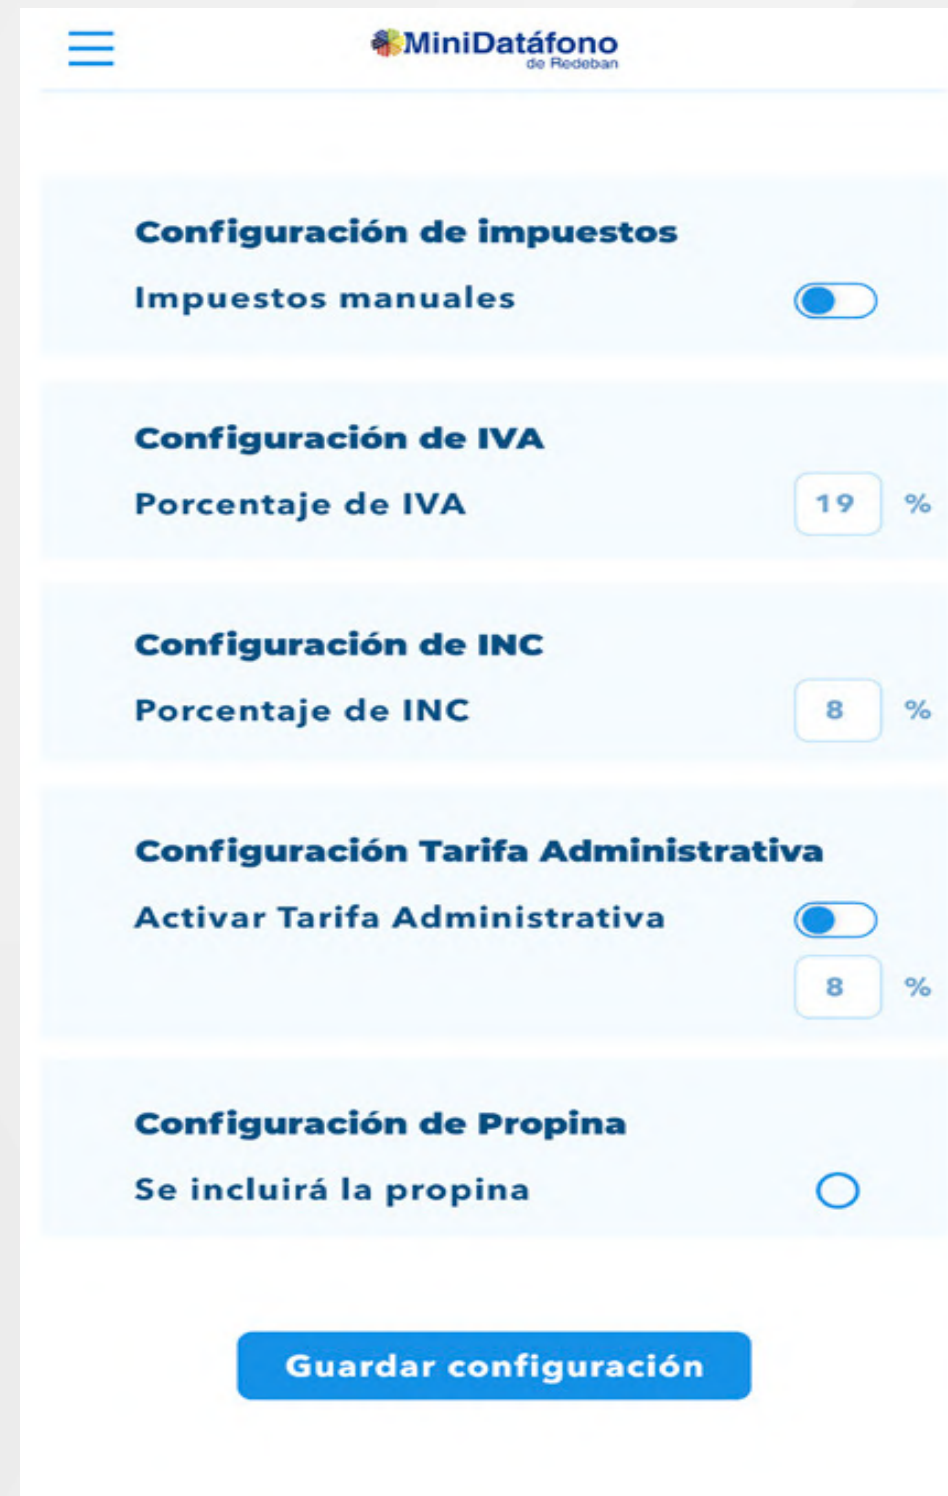 MiniDatáfono
de Redeban
Configuración de impuestos
Impuestos manuales
Configuración de IVA
Porcentaje de IVA 19 %
Configuración de INC
Porcentaje de INC 8 %
Configuración Tarifa Administrativa
Activar Tarifa Administrativa
8 %
Configuración de Propina
Se incluirá la propina
Guardar configuración